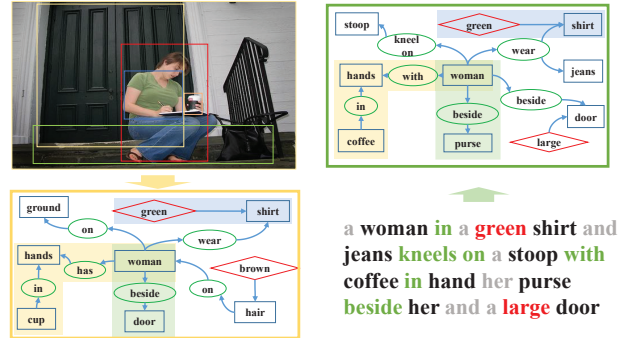 stoop
green
shirt
kneel
on
wear
hands
with
woman
jeans
in
beside
beside
door
coffee
purse
large
ground
green
shirt
on
wear
hands
has
woman
brown
in
beside
on
cup
door
hair
a woman in a green shirt and
jeans kneels on a stoop with
coffee in hand her purse
beside her and a large door